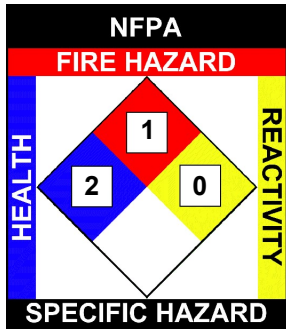 NFPA
FIRE HAZARD
HEALTH
1
2
0
REACTIVITY
SPECIFIC HAZARD